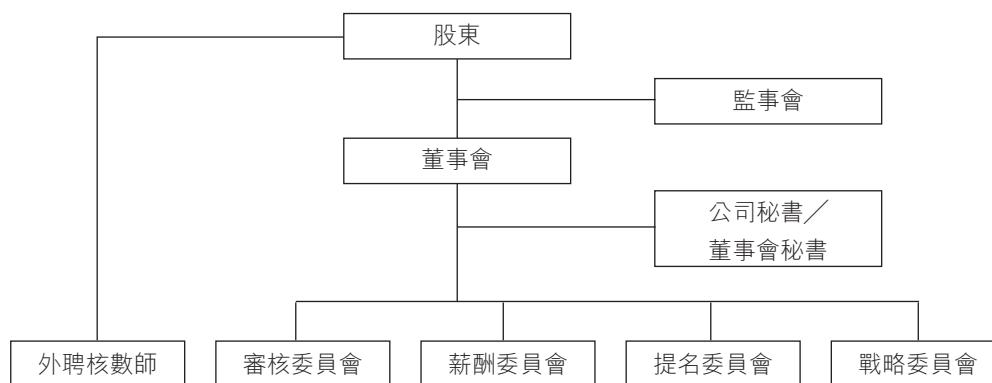 股東
監事會
董事會
公司秘書／
董事會秘書
外聘核數師
審核委員會
薪酬委員會
提名委員會
戰略委員會